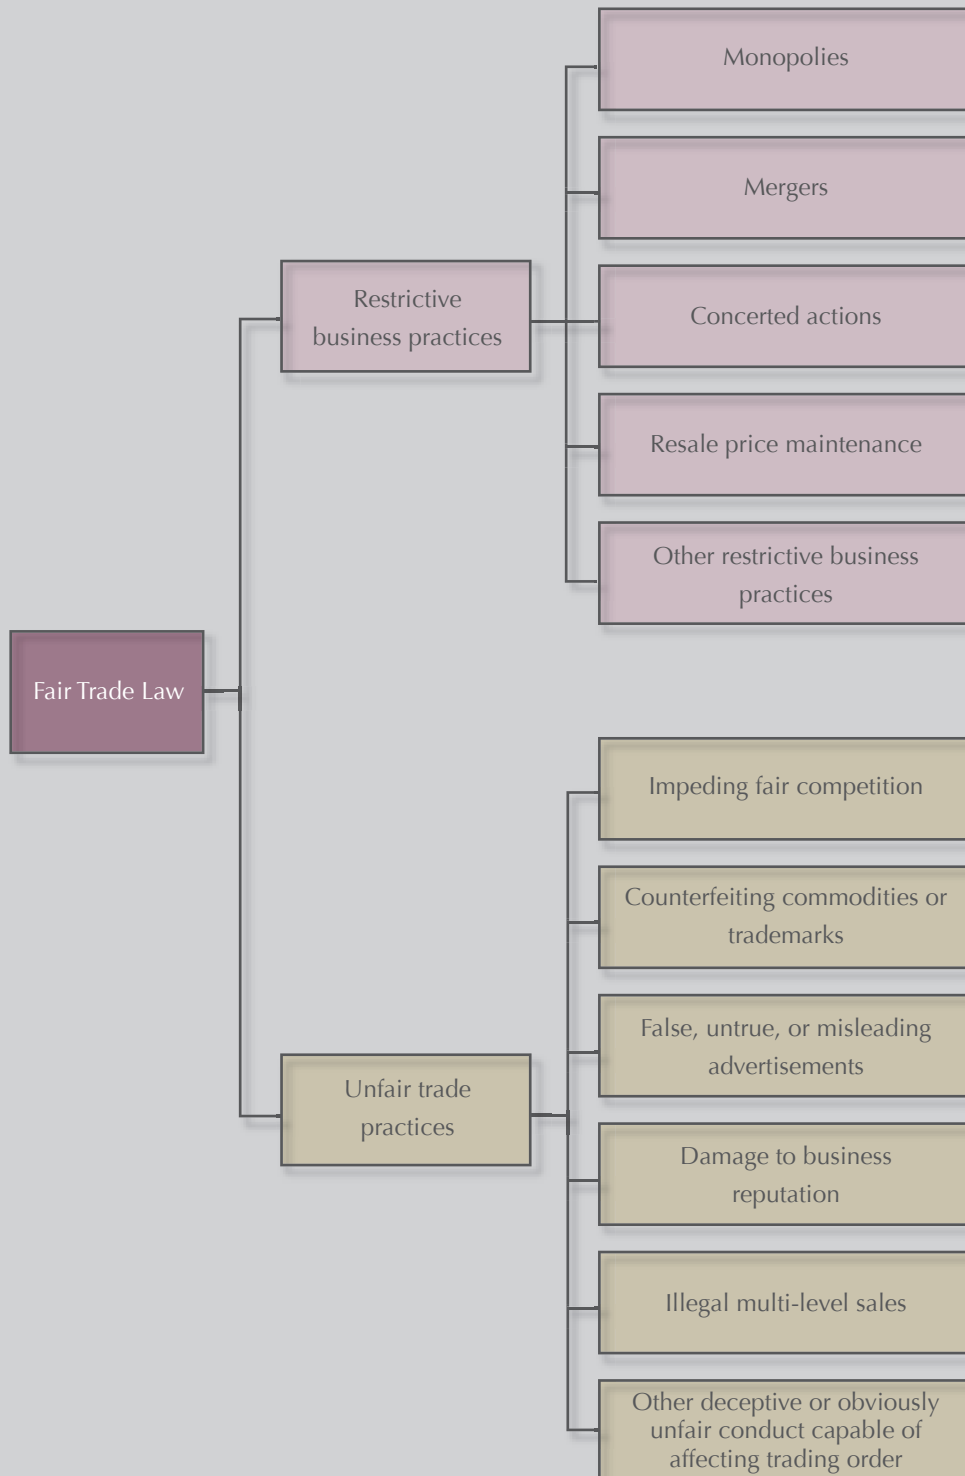 Monopolies
Mergers
Restrictive
business practices
Concerted actions
Resale price maintenance
Other restrictive business
practices
Fair Trade Law
Impeding fair competition
Counterfeiting commodities or
trademarks
False, untrue, or misleading
advertisements
Unfair trade
practices
Damage to business
reputation
Illegal multi-level sales
Other deceptive or obviously
unfair conduct capable of
affecting trading order